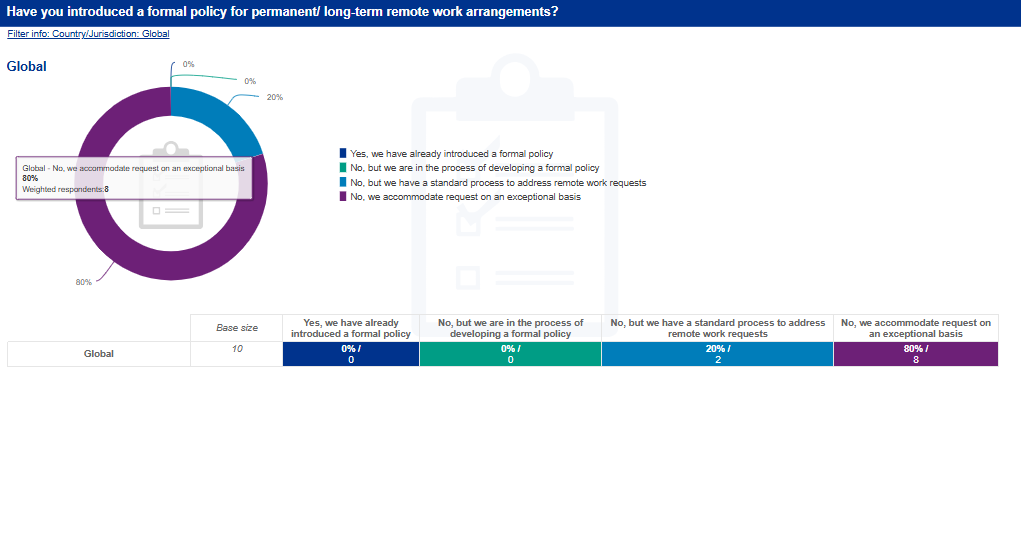 Have you introduced a formal policy for permanent/ long-term remote work arrangements?
Filter info: Country/Jurisdiction: Global
Global
0%
0%
20%
Global - No, we accommodate request on an exceptional basis
80%
Weighted respondents:8
80%
Yes, we have already introduced a formal policy
No, but we are in the process of developing a formal policy
No, but we have a standard process to address remote work requests
No, we accommodate request on an exceptional basis
Base size
Yes, we have already
introduced a formal policy
No, but we are in the process of
developing a formal policy
No, but we have a standard process to address
remote work requests
No, we accommodate request on
an exceptional basis
Global
10
0% /
0
0% /
0
20% /
2
80% /
8